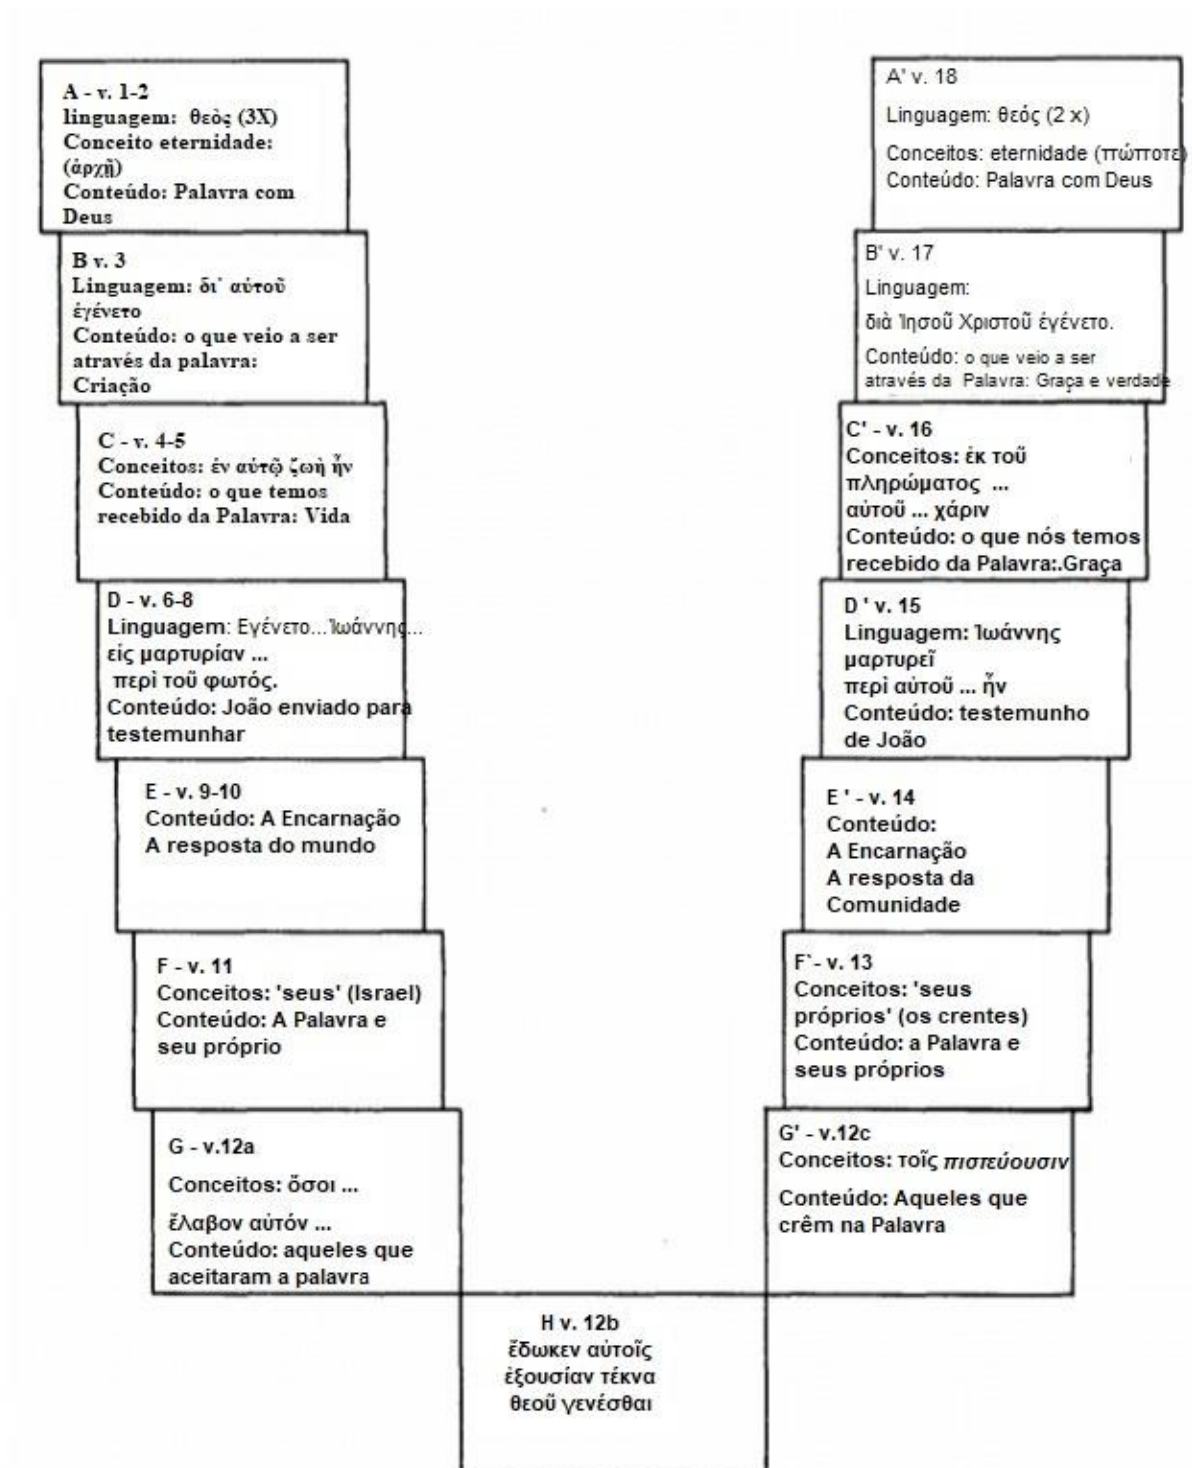 A - v. 1-2
linguagem: θεὸς (3X)
Conceito eternidade:
(ἀρχῇ)
Conteúdo: Palavra com
Deus
B v. 3
Linguagem: δι' αὐτοῦ
ἐγένετο
Conteúdo: o que veio a ser
através da palavra:
Criação
C - v. 4-5
Conceitos: ἐν αὐτῷ ζωὴ ἦν
Conteúdo: o que temos
recebido da Palavra: Vida
D - v. 6-8
Linguagem: Εγένετο...Ἰωάννης...
εἰς μαρτυρίαν ...
περὶ τοῦ φωτός.
Conteúdo: João enviado para
testemunhar
E - v. 9-10
Conteúdo: A Encarnação
A resposta do mundo
F - v. 11
Conceitos: 'seus' (Israel)
Conteúdo: A Palavra e
seu próprio
G - v.12a
Conceitos: ὅσοι ...
ἔλαβον αὐτόν ...
Conteúdo: aqueles que
aceitaram a palavra
H v. 12b
ἔδωκεν αὐτοῖς
ἐξουσίαν τέκνα
θεοῦ γενέσθαι
G' - v.12c
Conceitos: τοῖς πιστεύουσιν
Conteúdo: Aqueles que
crêm na Palavra
F`- v. 13
Conceitos: 'seus
próprios' (os crentes)
Conteúdo: a Palavra e
seus próprios
E ' - v. 14
Conteúdo:
A Encarnação
A resposta da
Comunidade
D ' v. 15
Linguagem: Ἰωάννης
μαρτυρεῖ
περὶ αὐτοῦ ... ἦν
Conteúdo: testemunho
de João
C' - v. 16
Conceitos: ἐκ τοῦ
πληρώματος ...
αὐτοῦ ... χάριν
Conteúdo: o que nós temos
recebido da Palavra:.Graça
B' v. 17
Linguagem:
διὰ Ἰησοῦ Χριστοῦ ἐγένετο.
Conteúdo: o que veio a ser
através da Palavra: Graça e verdade
A' v. 18
Linguagem: θεός (2 x)
Conceitos: eternidade (πώποτε)
Conteúdo: Palavra com Deus